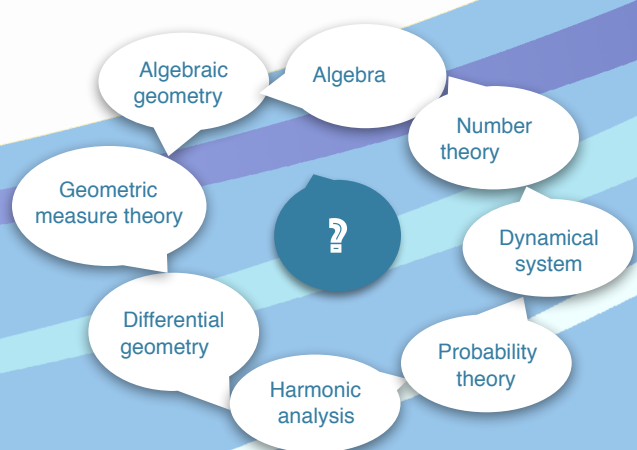 Algebraic
geometry
Algebra
Number
theory
Geometric
measure theory
?
Dynamical
system
Differential
geometry
Probability
theory
Harmonic
analysis